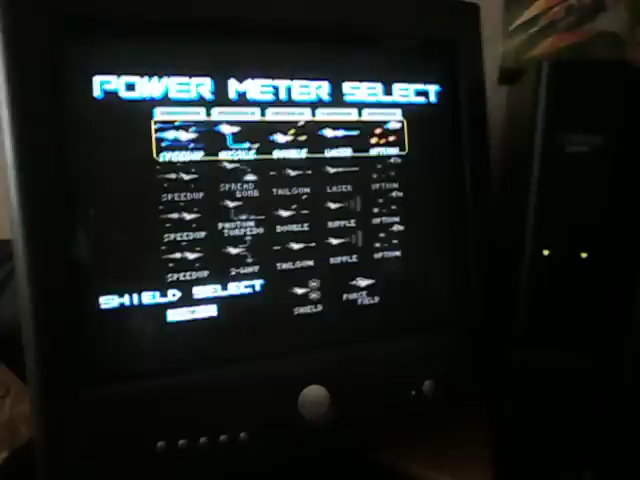 POWER METER SELECT
SPEEDUP MISSILE DOUBLE LASER OPTION
SPEEDUP SPREAD BOMB TAILGUN LASER OPTION
SPEEDUP PHOTON TORPEDO DOUBLE RIPPLE OPTION
SPEEDUP 2-WAY TAILGUN RIPPLE OPTION
SHIELD SELECT
SHIELD FORCE FIELD